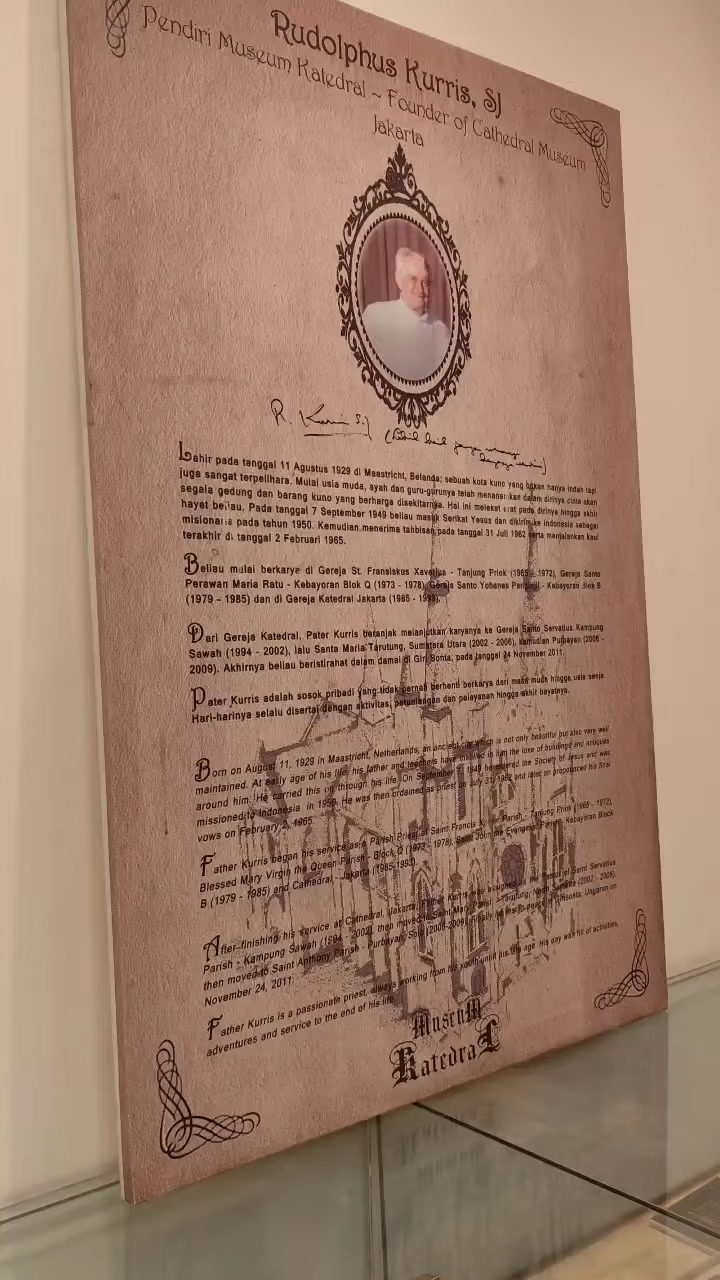 Rudolphus Kurris, SJ
Pendiri Museum Katedral ~ Founder of Cathedral Museum
Jakarta
R. Kurris S.J
Lahir pada tanggal 11 Agustus 1929 di Maastricht, Belanda; sebuah kota kuno yang bukan hanya indah tapi
juga sangat terpelihara. Mulai usia muda, ayah dan guru-gurunya telah menanamkan dalam dirinya cinta akan
segala gedung dan barang kuno yang berharga disekitarnya. Hal ini melekat erat pada dirinya hingga akhir
hayat beliau. Pada tanggal 7 September 1949 beliau masuk Serikat Yesus dan dikirim ke Indonesia sebagai
misionaris pada tahun 1950. Kemudian menerima tahbisan pada tanggal 31 Juli 1962 serta menjalankan kaul
terakhir di tanggal 2 Februari 1965.
Beliau mulai berkarya di Gereja St. Fransiskus Xaverius - Tanjung Priok (1965 - 1972), Gereja Santa
Perawan Maria Ratu - Kebayoran Blok Q (1973 - 1978), Gereja Santo Yohanes Penginjil - Kebayoran Blok B
(1979 - 1985) dan di Gereja Katedral Jakarta (1985 - 1993).
Dari Gereja Katedral, Pater Kurris beranjak melanjutkan karyanya ke Gereja Santo Servatius Kampung
Sawah (1994 - 2002), lalu Santa Maria Tarutung, Sumatera Utara (2002 - 2006), kemudian Purbayan (2006 -
2009). Akhirnya beliau beristirahat dalam damai di Giri Sonta, pada tanggal 24 November 2011.
Pater Kurris adalah sosok pribadi yang tidak pernah berhenti berkarya dari masa muda hingga usia senja.
Hari-harinya selalu disertai dengan aktivitas, petualangan dan pelayanan hingga akhir hayatnya.
Born on August 11, 1929 in Maastricht, Netherlands; an ancient city which is not only beautiful but also very well
maintained. At early age of his life, his father and teachers have instilled in him the love of buildings and antiques
around him. He carried this on through his life. On September 7, 1949 he entered the Society of Jesus and was
missioned to Indonesia in 1950. He was then ordained as priest on July 31, 1962 and later on pronounced his final
vows on February 2, 1965.
Father Kurris began his service as a Parish Priest at Saint Francis Xavier Parish - Tanjung Priok (1965 - 1972),
Blessed Mary Virgin the Queen Parish - Block Q (1973 - 1978), Saint John the Evangelist Parish - Kebayoran Block
B (1979 - 1985) and Cathedral - Jakarta (1985-1993).
After finishing his service at Cathedral, Jakarta, Father Kurris was assigned as the Pastor of Saint Servatius
Parish - Kampung Sawah (1994 - 2002), then moved to Saint Mary Parish - Tarutung, North Sumatra (2002 - 2006),
then moved to Saint Anthony Parish - Purbayan, Solo (2006-2009), finally he rest in peace in Girisonta, Ungaran on
November 24, 2011.
Father Kurris is a passionate priest, always working from his youth until his old age. His day was full of activities,
adventures and service to the end of his life.
Museum
Katedral